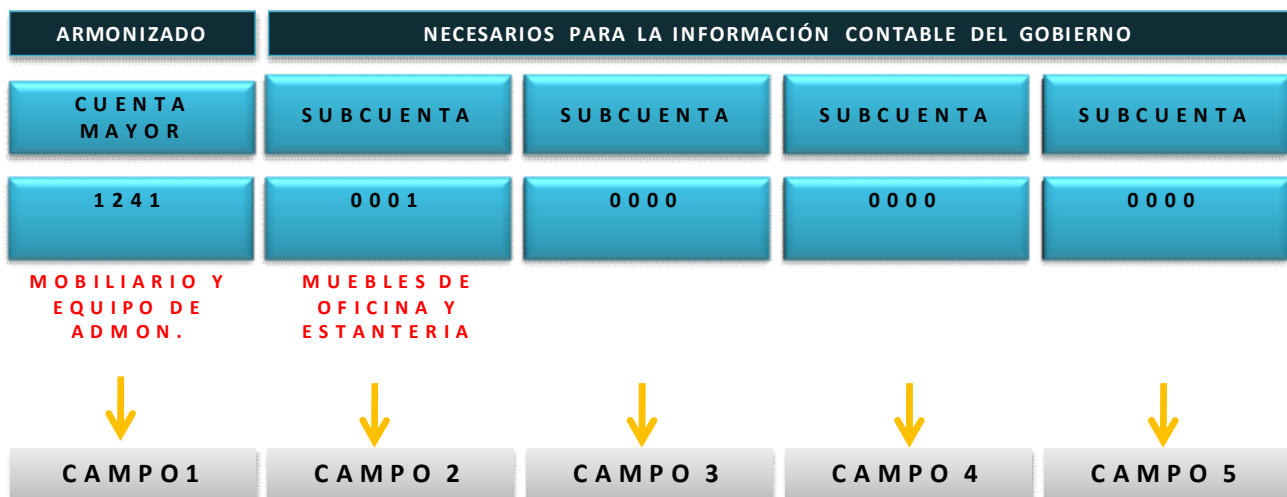 ARMONIZADO
NECESARIOS PARA LA INFORMACIÓN CONTABLE DEL GOBIERNO
CUENTA
MAYOR
SUBCUENTA
SUBCUENTA
SUBCUENTA
SUBCUENTA
1241
0001
0000
0000
0000
MOBILIARIO Y
EQUIPO DE
ADMON.
MUEBLES DE
OFICINA Y
ESTANTERIA
CAMPO1
CAMPO 2
CAMPO 3
CAMPO 4
CAMPO 5